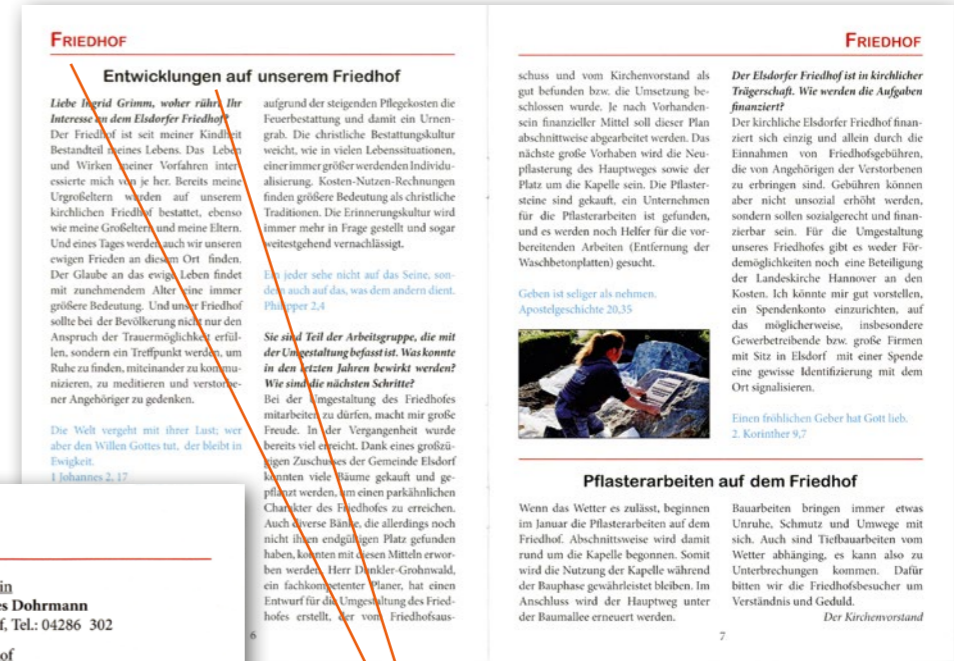 FRIEDHOF
Entwicklungen auf unserem Friedhof
Liebe Ingrid Grimm, woher rührt Ihr
Interesse an dem Elsdorfer Friedhof?
Der Friedhof ist seit meiner Kindheit
Bestandteil meines Lebens. Das Leben
und Wirken meiner Vorfahren inter-
essierte mich von je her. Bereits meine
Urgroßeltern wurden auf unserem
kirchlichen Friedhof bestattet, ebenso
wie meine Großeltern und meine Eltern.
Und eines Tages werden auch wir unseren
ewigen Frieden an diesem Ort finden.
Der Glaube an das ewige Leben findet
mit zunehmendem Alter eine immer
größere Bedeutung. Und unser Friedhof
sollte bei der Bevölkerung nicht nur den
Anspruch der Trauermöglichkeit erfül-
len, sondern ein Treffpunkt werden, um
Ruhe zu finden, miteinander zu kommu-
nizieren, zu meditieren und verstorbe-
ner Angehöriger zu gedenken.
Die Welt vergeht mit ihrer Lust; wer
aber den Willen Gottes tut, der bleibt in
Ewigkeit.
1 Johannes 2, 17
aufgrund der steigenden Pflegekosten die
Feuerbestattung und damit ein Urnen-
grab. Die christliche Bestattungskultur
weicht, wie in vielen Lebenssituationen,
einer immer größer werdenden Individu-
alisierung. Kosten-Nutzen-Rechnungen
finden größere Bedeutung als christliche
Traditionen. Die Erinnerungskultur wird
immer mehr in Frage gestellt und sogar
weitestgehend vernachlässigt.
Ein jeder sehe nicht auf das Seine, son-
dern auch auf das, was dem andern dient.
Philipper 2,4
Sie sind Teil der Arbeitsgruppe, die mit
der Umgestaltung befasst ist. Was konnte
in den letzten Jahren bewirkt werden?
Wie sind die nächsten Schritte?
Bei der Umgestaltung des Friedhofes
mitarbeiten zu dürfen, macht mir große
Freude. In der Vergangenheit wurde
bereits viel erreicht. Dank eines großzü-
gigen Zuschusses der Gemeinde Elsdorf
konnten viele Bäume gekauft und ge-
pflanzt werden, um einen parkähnlichen
Charakter des Friedhofes zu erreichen.
Auch diverse Bänke, die allerdings noch
nicht ihren endgültigen Platz gefunden
haben, konnten mit diesen Mitteln erwor-
ben werden. Herr Dunkler-Grohnwald,
ein fachkompetenter Planer, hat einen
Entwurf für die Umgestaltung des Fried-
hofes erstellt, der vom Friedhofsaus-
6
FRIEDHOF
schuss und vom Kirchenvorstand als
gut befunden bzw. die Umsetzung be-
schlossen wurde. Je nach Vorhanden-
sein finanzieller Mittel soll dieser Plan
abschnittweise abgearbeitet werden. Das
nächste große Vorhaben wird die Neu-
pflasterung des Hauptweges sowie der
Platz um die Kapelle sein. Die Pflaster-
steine sind gekauft, ein Unternehmen
für die Pflasterarbeiten ist gefunden,
und es werden noch Helfer für die vor-
bereitenden Arbeiten (Entfernung der
Waschbetonplatten) gesucht.
Geben ist seliger als nehmen.
Apostelgeschichte 20,35
Der Elsdorfer Friedhof ist in kirchlicher
Trägerschaft. Wie werden die Aufgaben
finanziert?
Der kirchliche Elsdorfer Friedhof finan-
ziert sich einzig und allein durch die
Einnahmen von Friedhofsgebühren,
die von Angehörigen der Verstorbenen
zu erbringen sind. Gebühren können
aber nicht unsozial erhöht werden,
sondern sollen sozialgerecht und finan-
zierbar sein. Für die Umgestaltung
unseres Friedhofes gibt es weder För-
demöglichkeiten noch eine Beteiligung
der Landeskirche Hannover an den
Kosten. Ich könnte mir gut vorstellen,
ein Spendenkonto einzurichten, auf
das möglicherweise, insbesondere
Gewerbetreibende bzw. große Firmen
mit Sitz in Elsdorf mit einer Spende
eine gewisse Identifizierung mit dem
Ort signalisieren.
Einen fröhlichen Geber hat Gott lieb.
2. Korinther 9,7
Pflasterarbeiten auf dem Friedhof
Wenn das Wetter es zulässt, beginnen
im Januar die Pflasterarbeiten auf dem
Friedhof. Abschnittsweise wird damit
rund um die Kapelle begonnen. Somit
wird die Nutzung der Kapelle während
der Bauphase gewährleistet bleiben. Im
Anschluss wird der Hauptweg unter
der Baumallee erneuert werden.
Bauarbeiten bringen immer etwas
Unruhe, Schmutz und Umwege mit
sich. Auch sind Tiefbauarbeiten vom
Wetter abhänging, es kann also zu
Unterbrechungen kommen. Dafür
bitten wir die Friedhofsbesucher um
Verständnis und Geduld.
Der Kirchenvorstand
7
in
es Dohrmann
f, Tel.: 04286 302
of